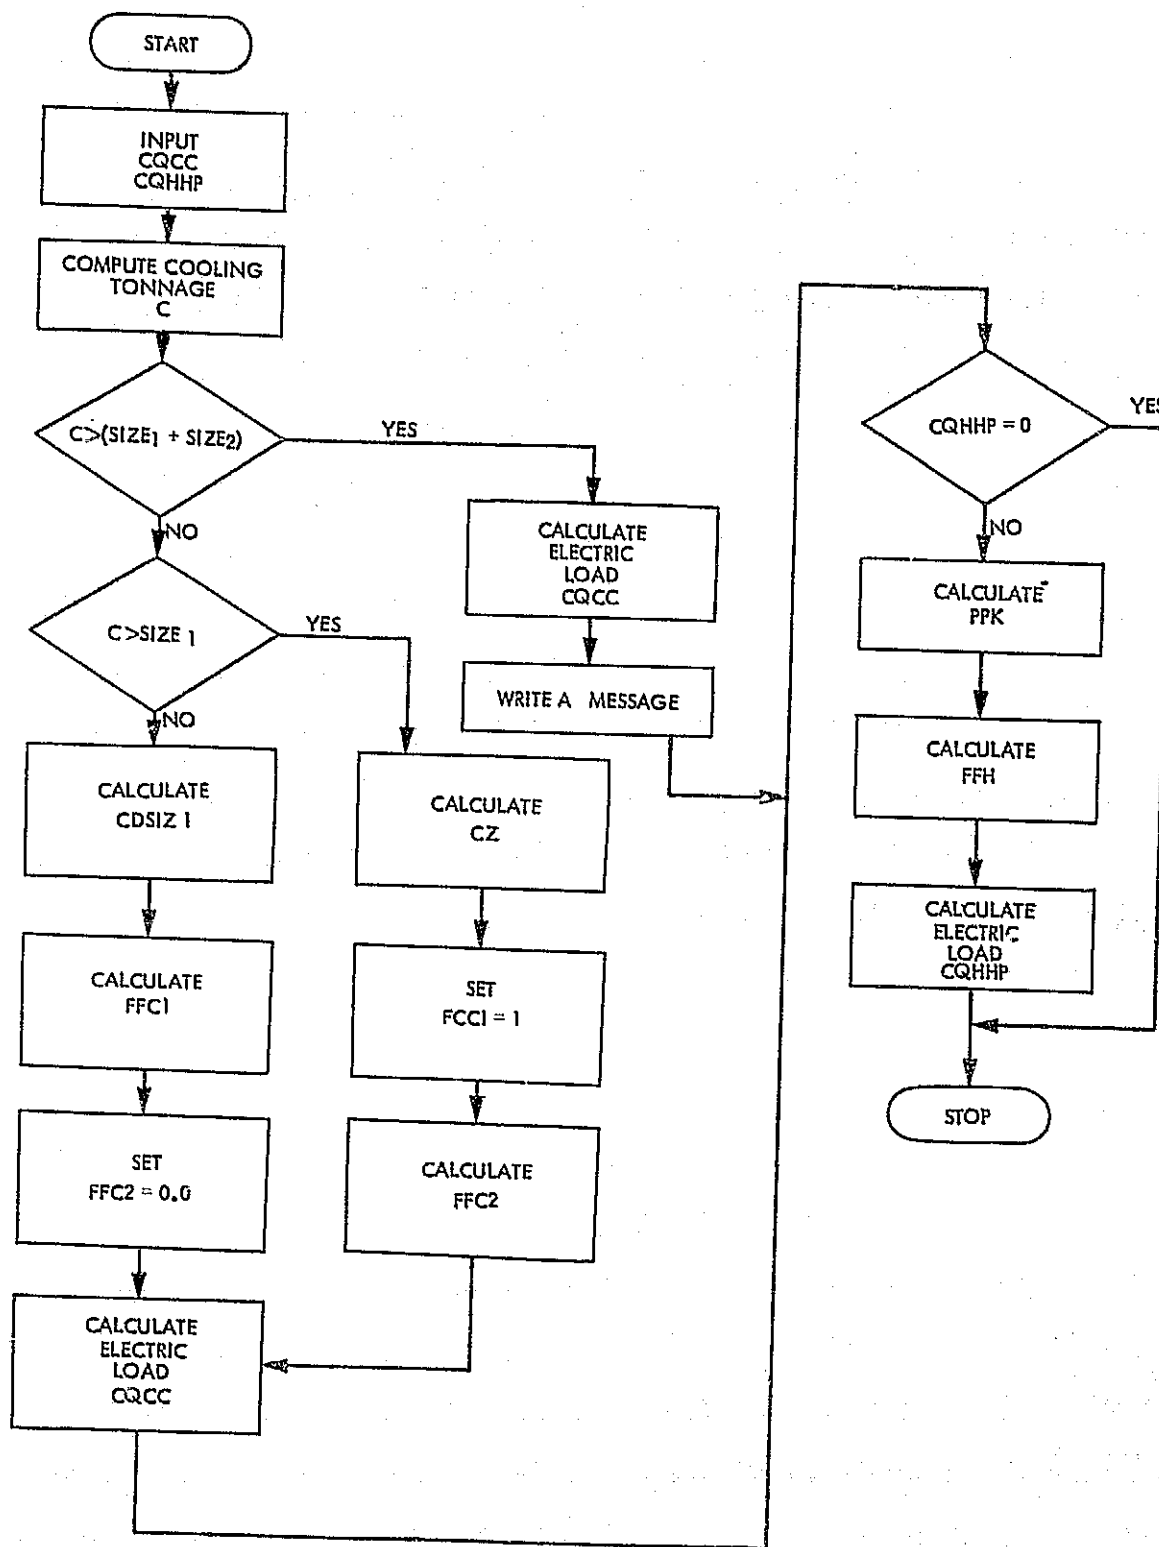 START
INPUT
CQCC
CQHHP
COMPUTE COOLING
TONNAGE
C
C>(SIZE1 + SIZE2)
YES
NO
CALCULATE
ELECTRIC
LOAD
CQCC
WRITE A MESSAGE
C>SIZE 1
YES
NO
CALCULATE
CDSIZ 1
CALCULATE
FFC1
SET
FFC2 = 0.0
CALCULATE
ELECTRIC
LOAD
CQCC
CALCULATE
CZ
SET
FCC1 = 1
CALCULATE
FFC2
CQHHP = 0
YES
NO
CALCULATE
PPK
CALCULATE
FFH
CALCULATE
ELECTRIC
LOAD
CQHHP
STOP